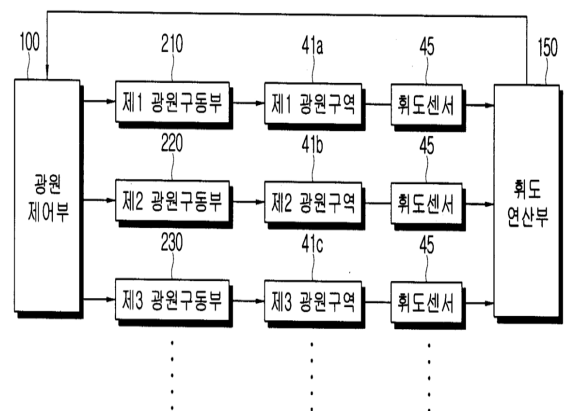 100
210
41a
45
150
제1 광원구동부
제1 광원구역
휘도센서
220
41b
45
광원
제어부
제2 광원구동부
제2 광원구역
휘도센서
휘도
연산부
230
41c
45
제3 광원구동부
제3 광원구역
휘도센서